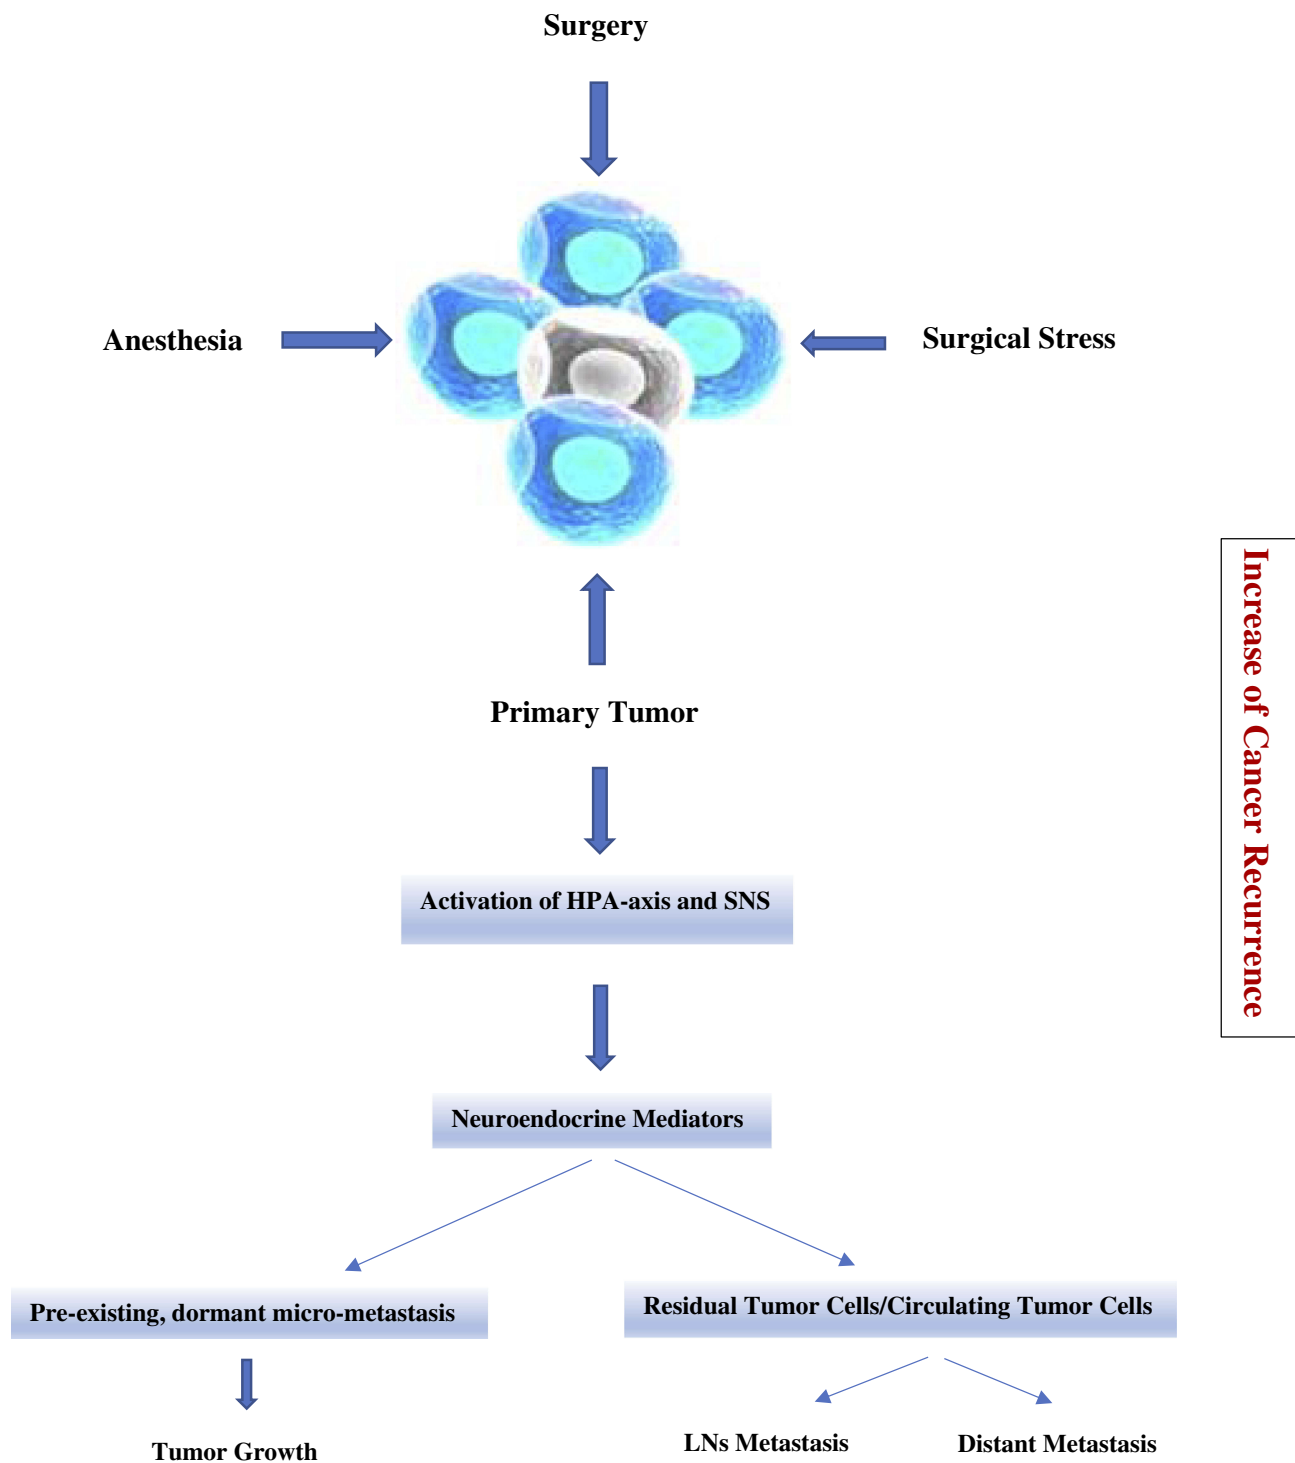 Surgery
Anesthesia
Surgical Stress
Primary Tumor
Increase of Cancer Recurrence
Activation of HPA-axis and SNS
Neuroendocrine Mediators
Pre-existing, dormant micro-metastasis
Residual Tumor Cells/Circulating Tumor Cells
Tumor Growth
LNs Metastasis
Distant Metastasis